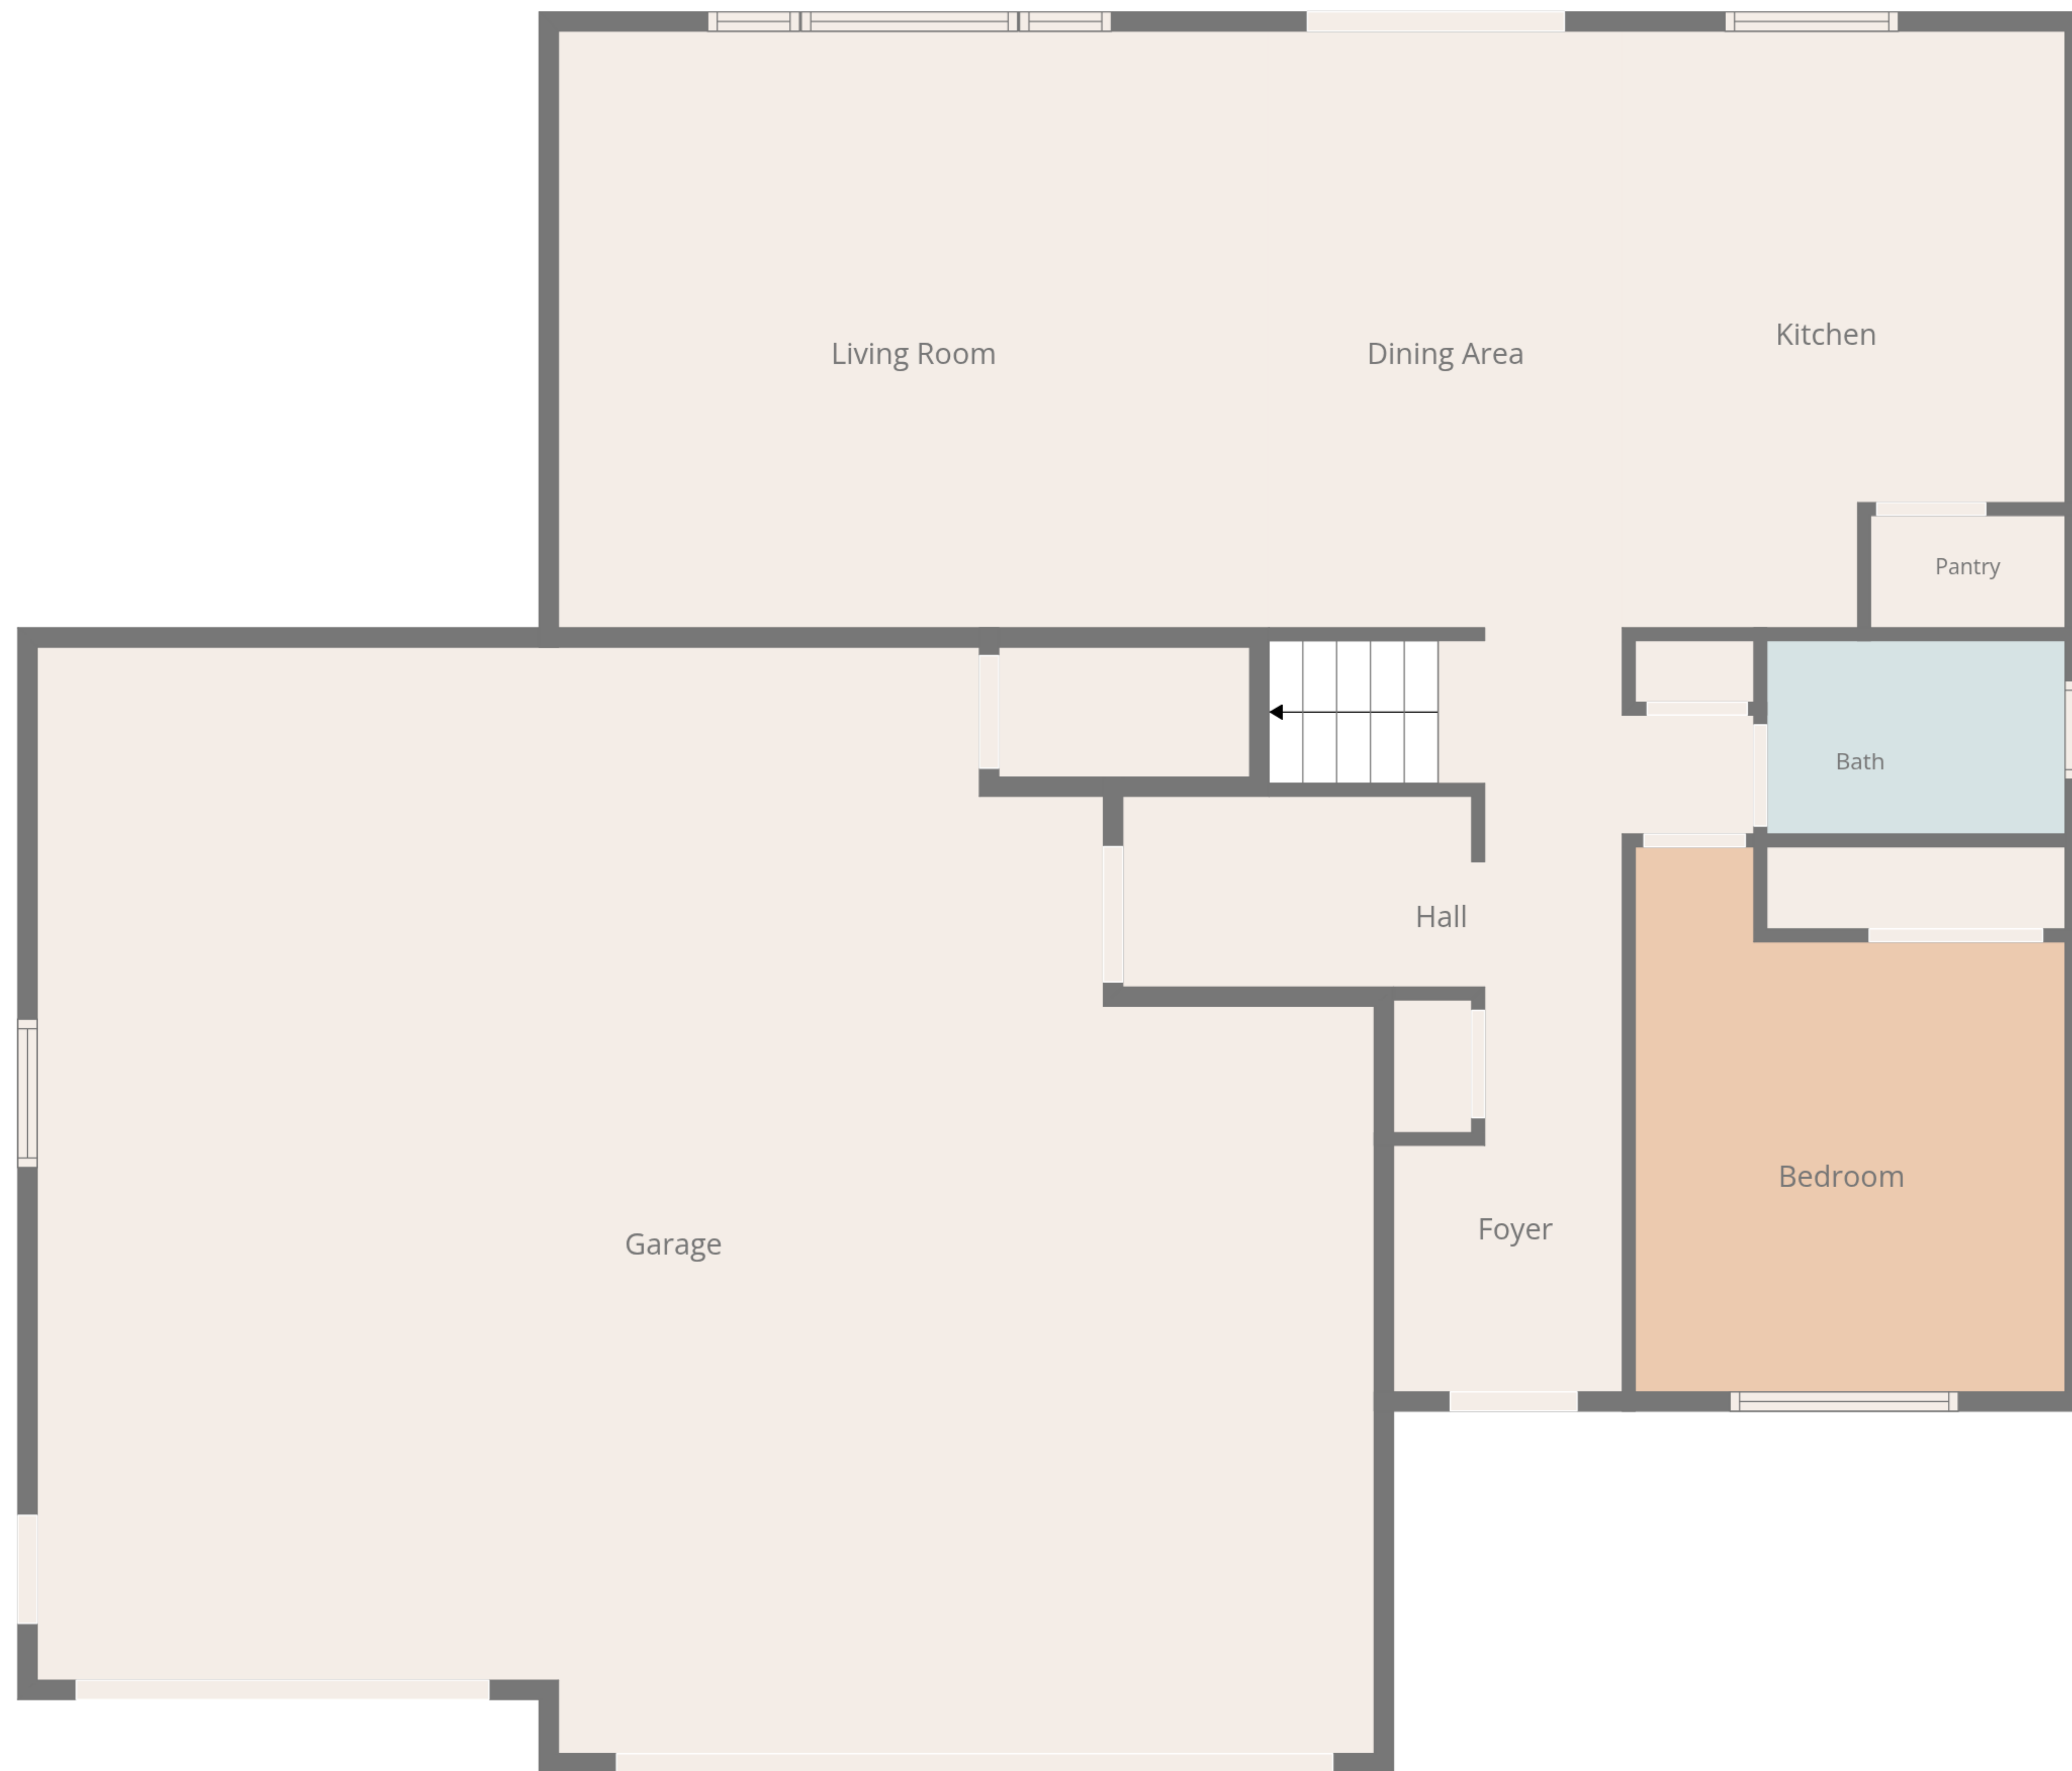 Living Room
Dining Area
Kitchen
Pantry
Bath
Hall
Bedroom
Foyer
Garage